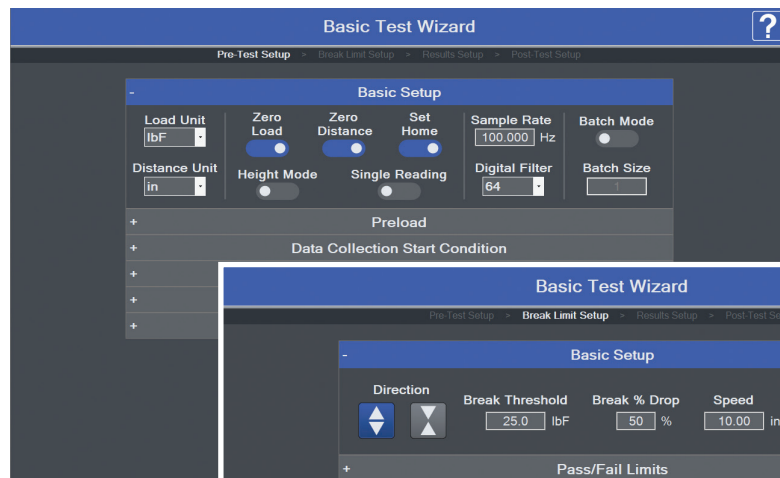 Basic Test Wizard
?
Pre-Test Setup > Break Limit Setup > Results Setup > Post-Test Setup
- Basic Setup
Load Unit
lbF
Zero Load
Zero Distance
Set Home
Sample Rate
100.000 Hz
Batch Mode
Distance Unit
in
Height Mode
Single Reading
Digital Filter
64
Batch Size
1
+ Preload
+ Data Collection Start Condition
+
+
+
Basic Test Wizard
Pre-Test Setup > Break Limit Setup > Results Setup > Post-Test Se
- Basic Setup
Direction
Break Threshold
25.0 lbF
Break % Drop
50 %
Speed
10.00 in
+ Pass/Fail Limits